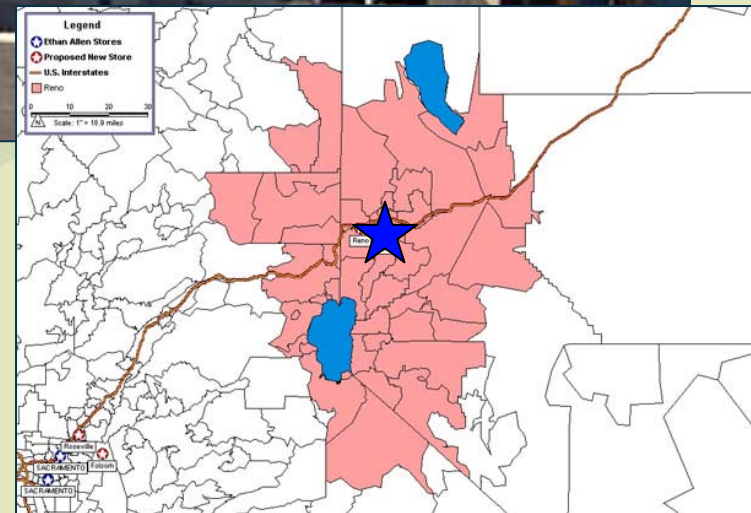 Legend
Ethan Allen Stores
Proposed New Store
U.S. Interstates
Reno
0 10 20 30
N
Scale: 1" = 18.9 miles
Reno
Roseville
SACRAMENTO
Folsom
SACRAMENTO